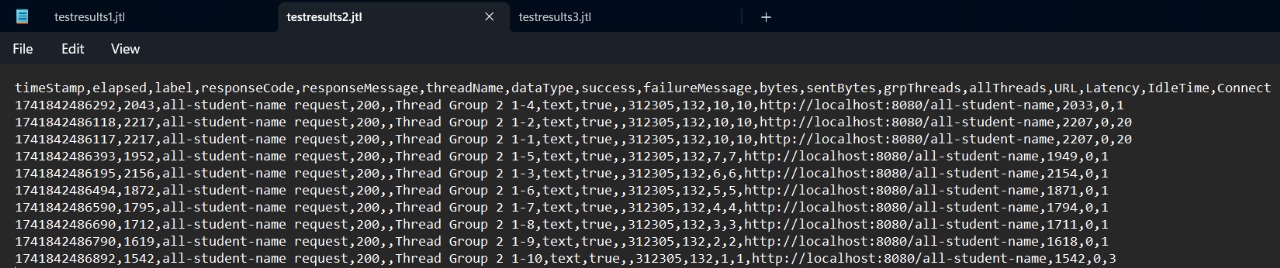 testresults1.jtl testresults2.jtl × testresults3.jtl +
File Edit View
timeStamp,elapsed,label,responseCode,responseMessage,threadName,dataType,success,failureMessage,bytes,sentBytes,grpThreads,allThreads,URL,Latency,IdleTime,Connect
1741842486292,2043,all-student-name request,200,,Thread Group 2 1-4,text,true,,312305,132,10,10,http://localhost:8080/all-student-name,2033,0,1
1741842486118,2217,all-student-name request,200,,Thread Group 2 1-2,text,true,,312305,132,10,10,http://localhost:8080/all-student-name,2207,0,20
1741842486117,2217,all-student-name request,200,,Thread Group 2 1-1,text,true,,312305,132,10,10,http://localhost:8080/all-student-name,2207,0,20
1741842486393,1952,all-student-name request,200,,Thread Group 2 1-5,text,true,,312305,132,7,7,http://localhost:8080/all-student-name,1949,0,1
1741842486195,2156,all-student-name request,200,,Thread Group 2 1-3,text,true,,312305,132,6,6,http://localhost:8080/all-student-name,2154,0,1
1741842486494,1872,all-student-name request,200,,Thread Group 2 1-6,text,true,,312305,132,5,5,http://localhost:8080/all-student-name,1871,0,1
1741842486590,1795,all-student-name request,200,,Thread Group 2 1-7,text,true,,312305,132,4,4,http://localhost:8080/all-student-name,1794,0,1
1741842486690,1712,all-student-name request,200,,Thread Group 2 1-8,text,true,,312305,132,3,3,http://localhost:8080/all-student-name,1711,0,1
1741842486790,1619,all-student-name request,200,,Thread Group 2 1-9,text,true,,312305,132,2,2,http://localhost:8080/all-student-name,1618,0,1
1741842486892,1542,all-student-name request,200,,Thread Group 2 1-10,text,true,,312305,132,1,1,http://localhost:8080/all-student-name,1542,0,3